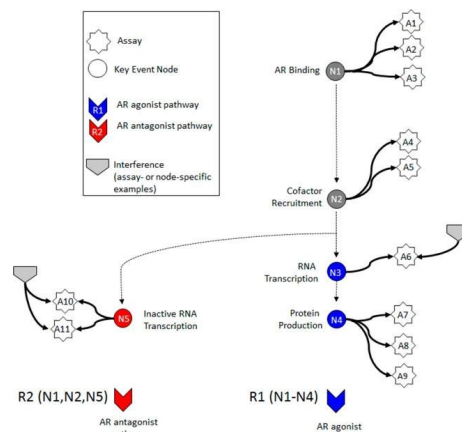 Assay
Key Event Node
R1 AR agonist pathway
R2 AR antagonist pathway
Interference
(assay- or node-specific
examples)
AR Binding
N1
A1
A2
A3
A4
A5
Cofactor
Recruitment
N2
RNA
Transcription
N3
A6
Protein
Production
N4
A7
A8
A9
A10
A11
N5
Inactive RNA
Transcription
R2 (N1,N2,N5)
AR antagonist
R1 (N1-N4)
AR agonist